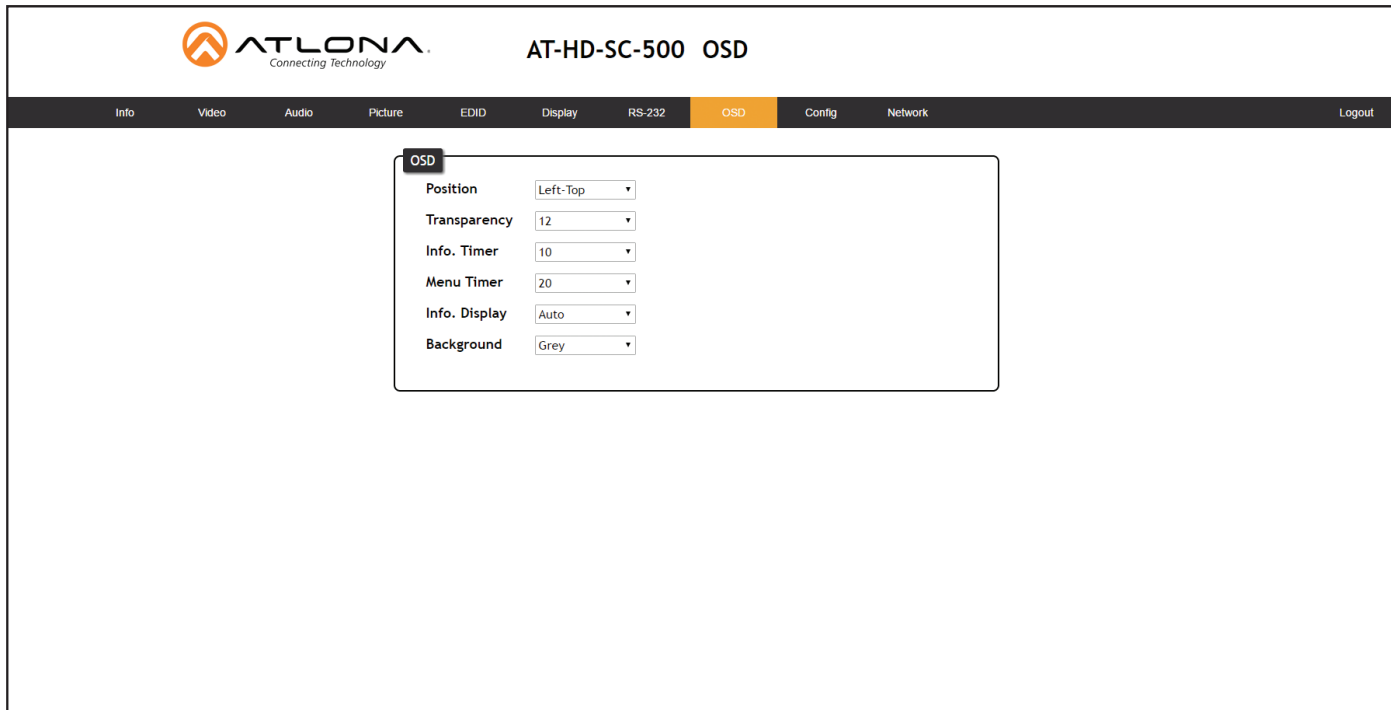 ATLONA.
Connecting Technology
AT-HD-SC-500 OSD
Info Video Audio Picture EDID Display RS-232 OSD Config Network Logout
OSD
Position Left-Top
Transparency 12
Info. Timer 10
Menu Timer 20
Info. Display Auto
Background Grey